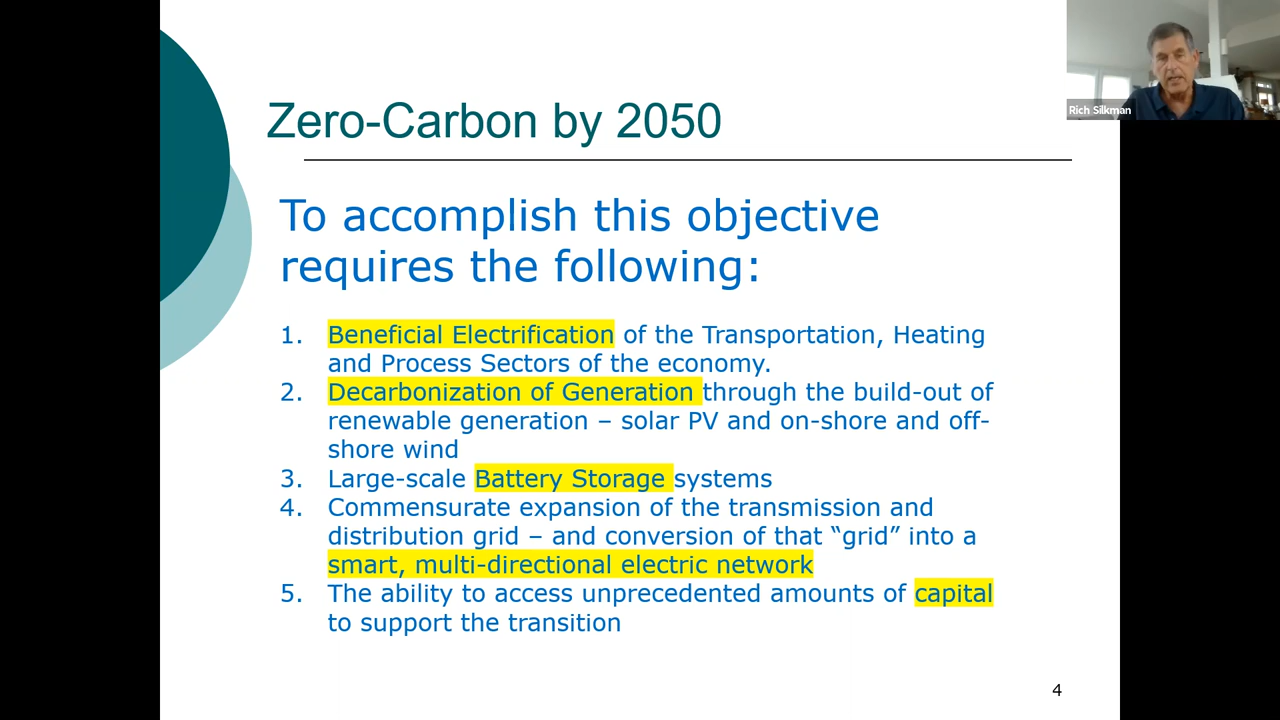 Rich Silkman
Zero-Carbon by 2050
To accomplish this objective
requires the following:
1. Beneficial Electrification of the Transportation, Heating
and Process Sectors of the economy.
2. Decarbonization of Generation through the build-out of
renewable generation – solar PV and on-shore and off-
shore wind
3. Large-scale Battery Storage systems
4. Commensurate expansion of the transmission and
distribution grid – and conversion of that “grid” into a
smart, multi-directional electric network
5. The ability to access unprecedented amounts of capital
to support the transition
4